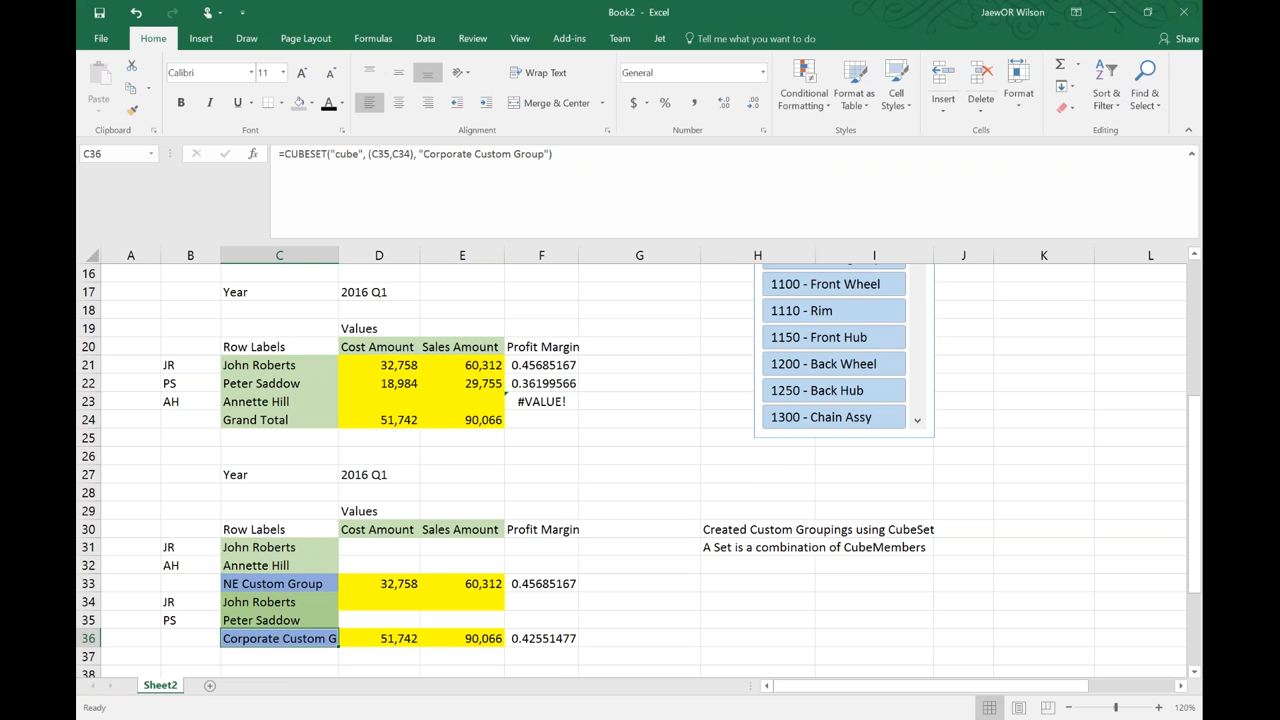 Book2 - Excel
JaewOR Wilson
File Home Insert Draw Page Layout Formulas Data Review View Add-ins Team Jet Tell me what you want to do Share
Paste
Calibri 11
B I U A
Wrap Text
Merge & Center
General
$ % ,
Conditional Formatting
Format as Table
Cell Styles
Insert
Delete
Format
Sort & Filter
Find & Select
Clipboard Font Alignment Number Styles Cells Editing
C36 fx =CUBESET("cube", (C35,C34), "Corporate Custom Group")
A B C D E F G H I J K L
16
17 Year 2016 Q1 1100 - Front Wheel
18 1110 - Rim
19 Values 1150 - Front Hub
20 Row Labels Cost Amount Sales Amount Profit Margin
21 JR John Roberts 32,758 60,312 0.45685167 1200 - Back Wheel
22 PS Peter Saddow 18,984 29,755 0.36199566 1250 - Back Hub
23 AH Annette Hill #VALUE!
24 Grand Total 51,742 90,066 1300 - Chain Assy
25
26
27 Year 2016 Q1
28
29 Values
30 Row Labels Cost Amount Sales Amount Profit Margin Created Custom Groupings using CubeSet
31 JR John Roberts A Set is a combination of CubeMembers
32 AH Annette Hill
33 NE Custom Group 32,758 60,312 0.45685167
34 JR John Roberts
35 PS Peter Saddow
36 Corporate Custom G 51,742 90,066 0.42551477
37
38
Sheet2
Ready 120%